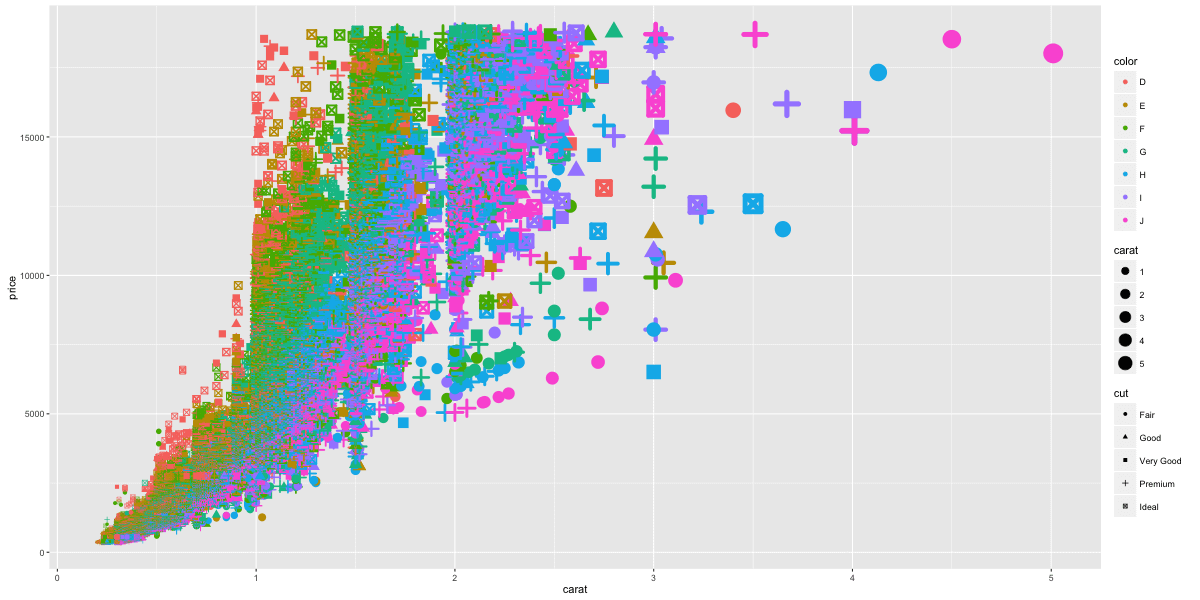 15000
10000
5000
0
price
0 1 2 3 4 5
carat
color
D
E
F
G
H
I
J
carat
1
2
3
4
5
cut
Fair
Good
Very Good
Premium
Ideal